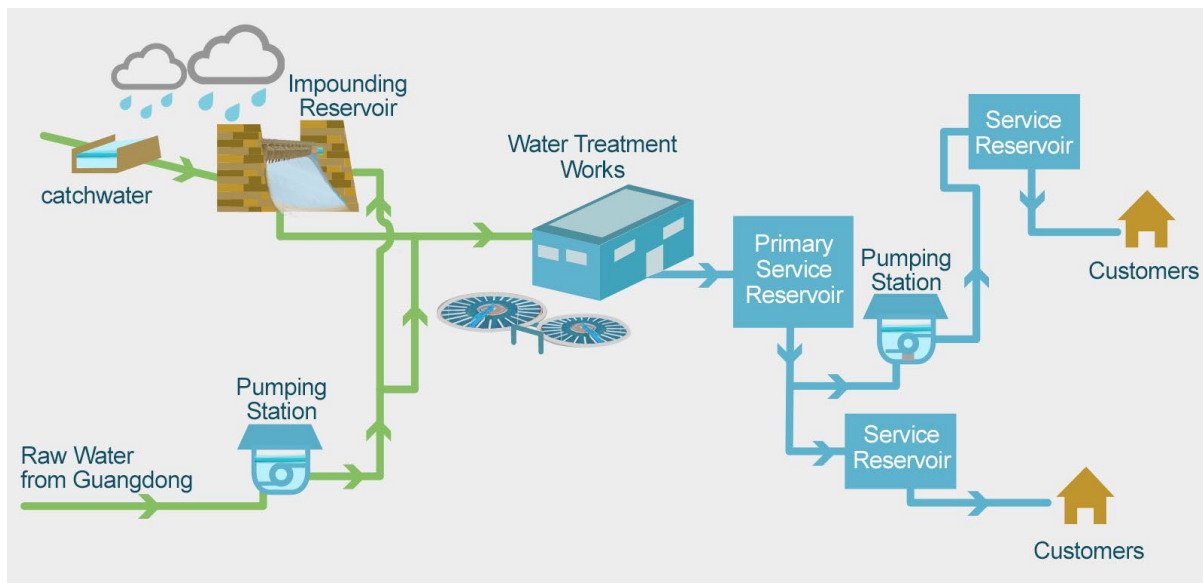 Impounding
Reservoir
catchwater
Water Treatment
Works
Service
Reservoir
Customers
Primary
Service
Reservoir
Pumping
Station
Pumping
Station
Raw Water
from Guangdong
Service
Reservoir
Customers